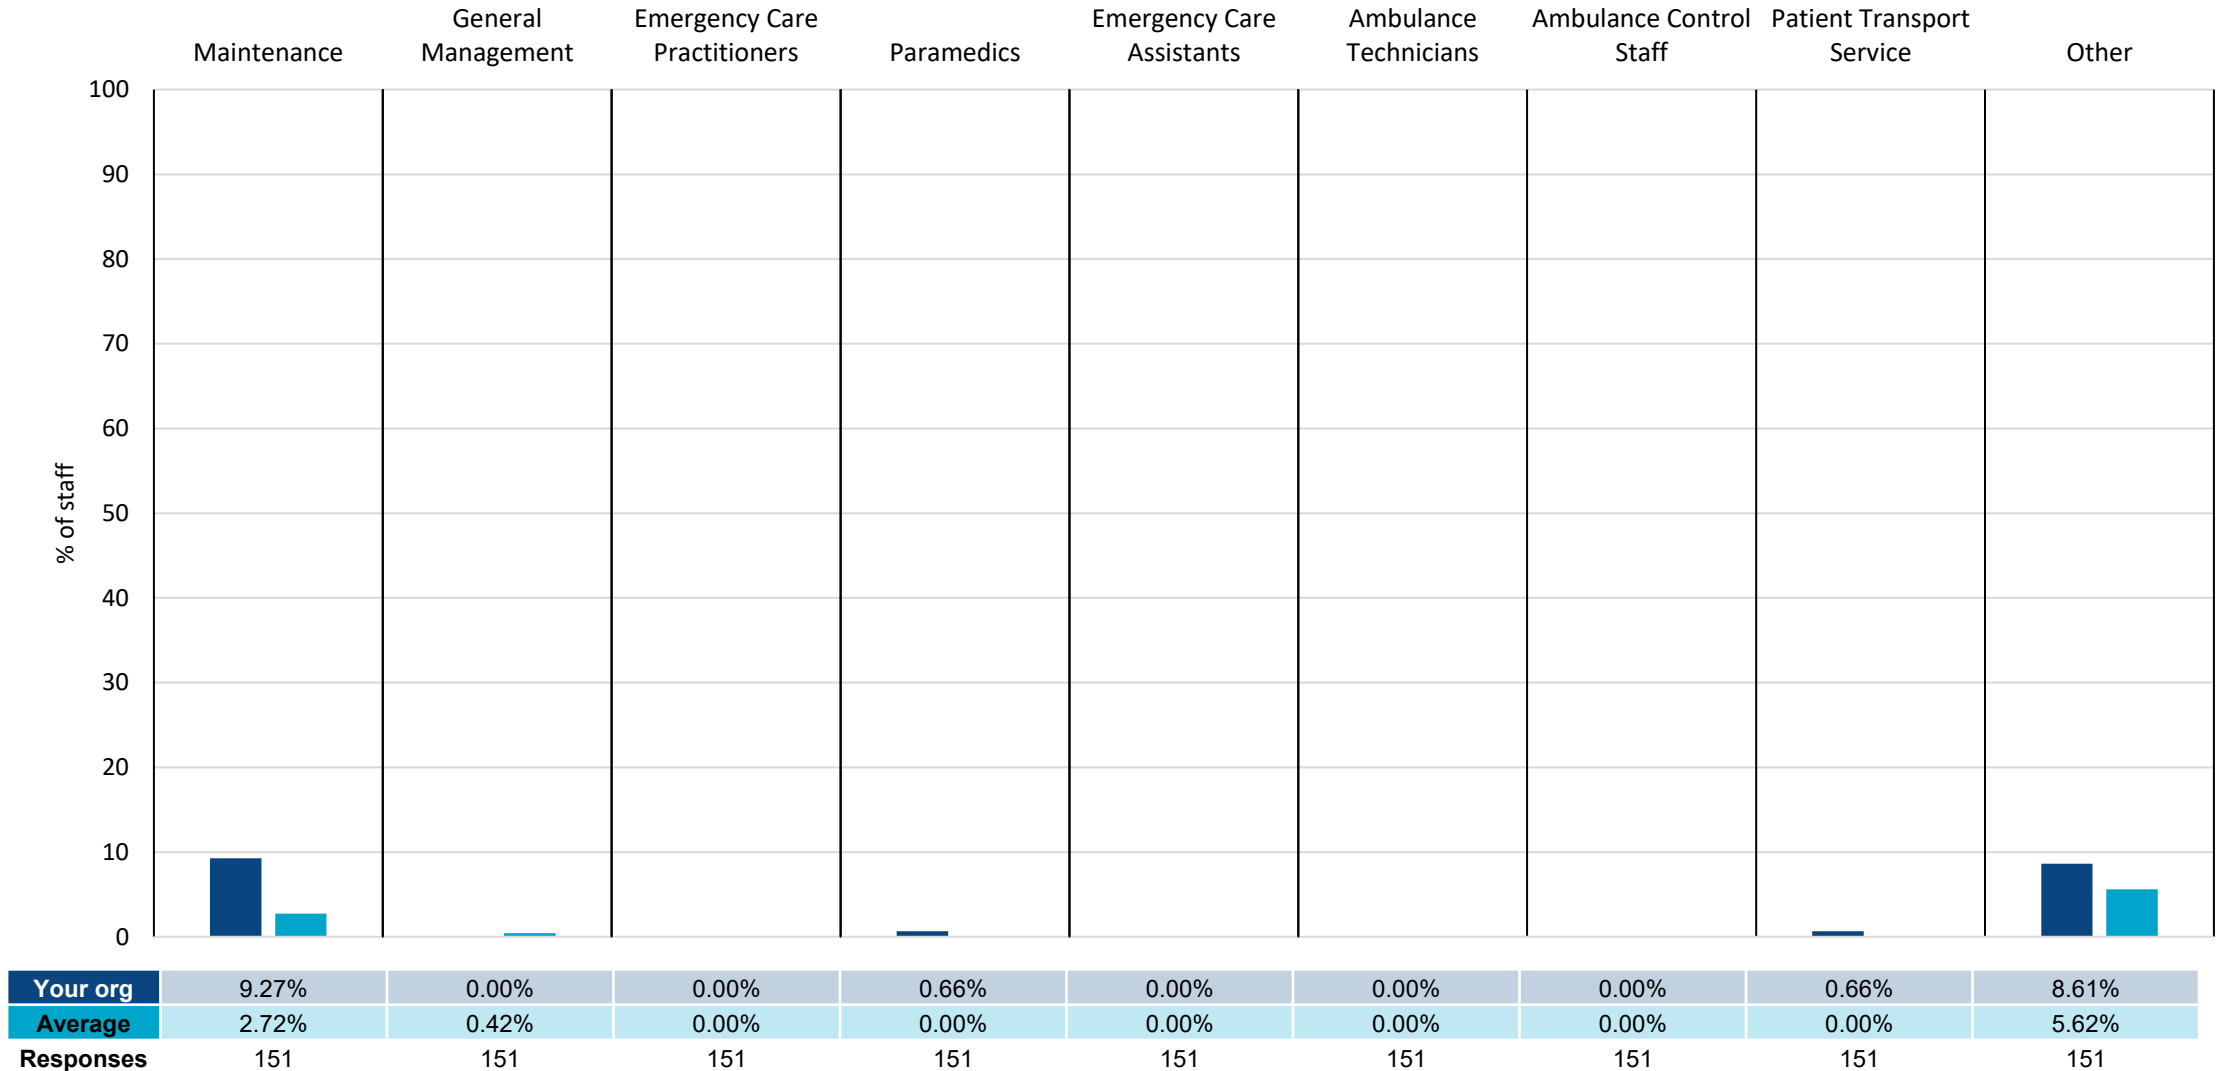 Maintenance
General
Management
Emergency Care
Practitioners
Paramedics
Emergency Care
Assistants
Ambulance
Technicians
Ambulance Control
Staff
Patient Transport
Service
Other
% of staff
100
90
80
70
60
50
40
30
20
10
0
Your org 9.27% 0.00% 0.00% 0.66% 0.00% 0.00% 0.00% 0.66% 8.61%
Average 2.72% 0.42% 0.00% 0.00% 0.00% 0.00% 0.00% 0.00% 5.62%
Responses 151 151 151 151 151 151 151 151 151